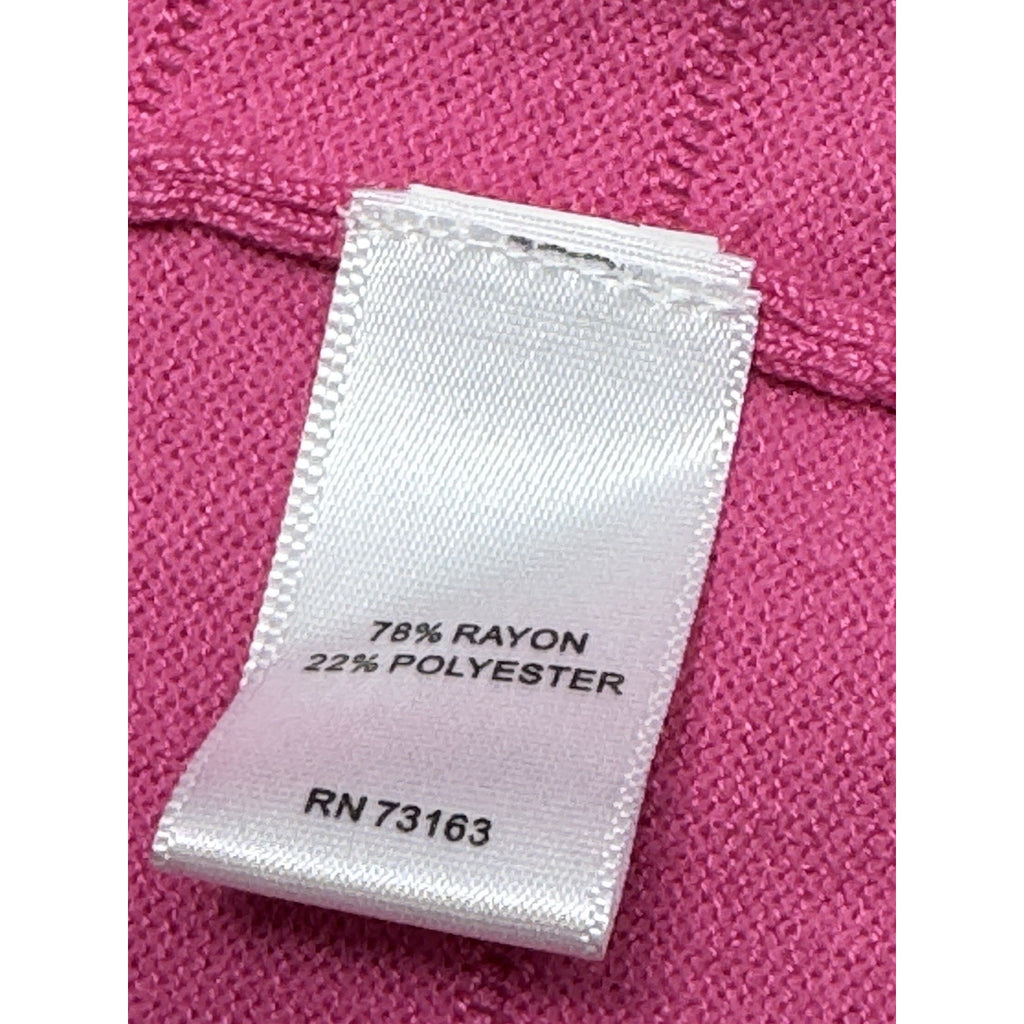 78% RAYON
22% POLYESTER
RN 73163